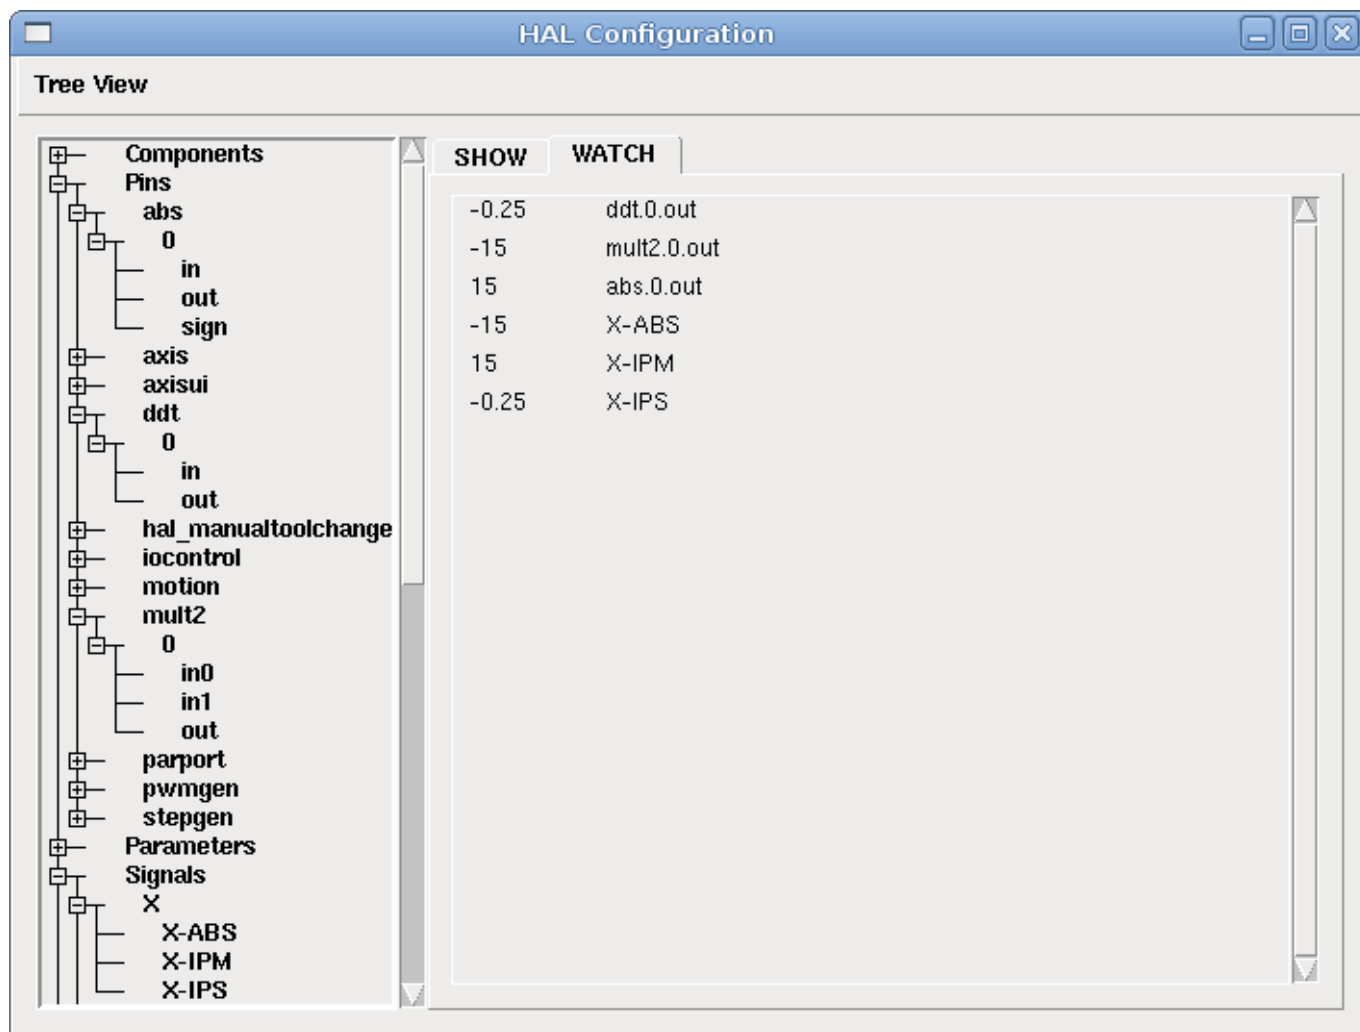 HAL Configuration
Tree View
Components
Pins
abs
0
in
out
sign
axis
axisui
ddt
0
in
out
hal_manualtoolchange
iocontrol
motion
mult2
0
in0
in1
out
parport
pwmgen
stepgen
Parameters
Signals
X
X-ABS
X-IPM
X-IPS
SHOW WATCH
-0.25 ddt.0.out
-15 mult2.0.out
15 abs.0.out
-15 X-ABS
15 X-IPM
-0.25 X-IPS